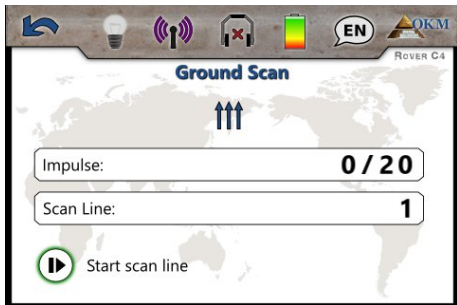 EN
OKM
ROVER C4
Ground Scan
Impulse: 0/20
Scan Line: 1
Start scan line